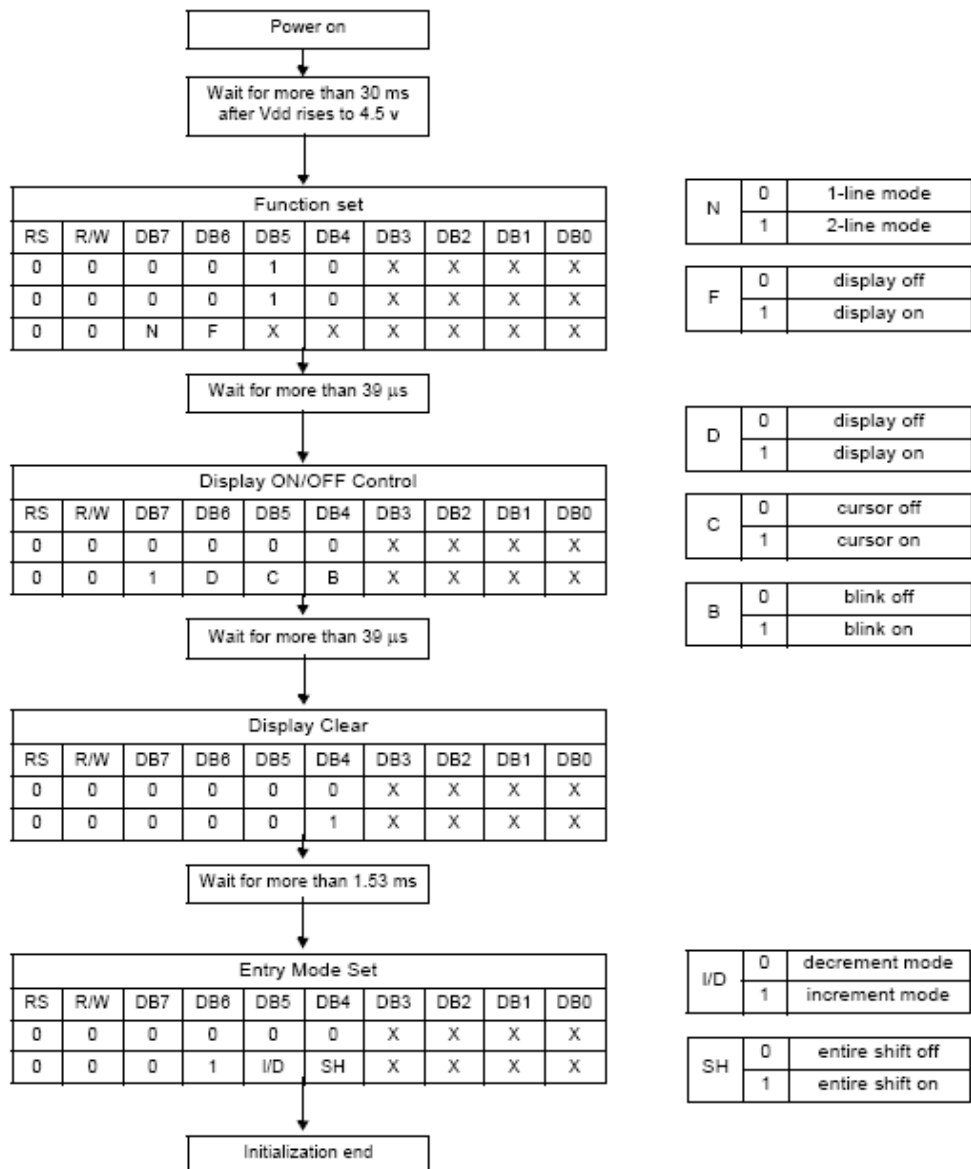 Power on
Wait for more than 30 ms
after Vdd rises to 4.5 v
Function set
RS R/W DB7 DB6 DB5 DB4 DB3 DB2 DB1 DB0
0 0 0 0 1 0 X X X X
0 0 0 0 1 0 X X X X
0 0 N F X X X X X X
N 0 1-line mode
1 2-line mode
F 0 display off
1 display on
Wait for more than 39 μs
Display ON/OFF Control
RS R/W DB7 DB6 DB5 DB4 DB3 DB2 DB1 DB0
0 0 0 0 0 0 X X X X
0 0 1 D C B X X X X
D 0 display off
1 display on
C 0 cursor off
1 cursor on
B 0 blink off
1 blink on
Wait for more than 39 μs
Display Clear
RS R/W DB7 DB6 DB5 DB4 DB3 DB2 DB1 DB0
0 0 0 0 0 0 X X X X
0 0 0 0 0 1 X X X X
Wait for more than 1.53 ms
Entry Mode Set
RS R/W DB7 DB6 DB5 DB4 DB3 DB2 DB1 DB0
0 0 0 0 0 0 X X X X
0 0 0 1 I/D SH X X X X
I/D 0 decrement mode
1 increment mode
SH 0 entire shift off
1 entire shift on
Initialization end